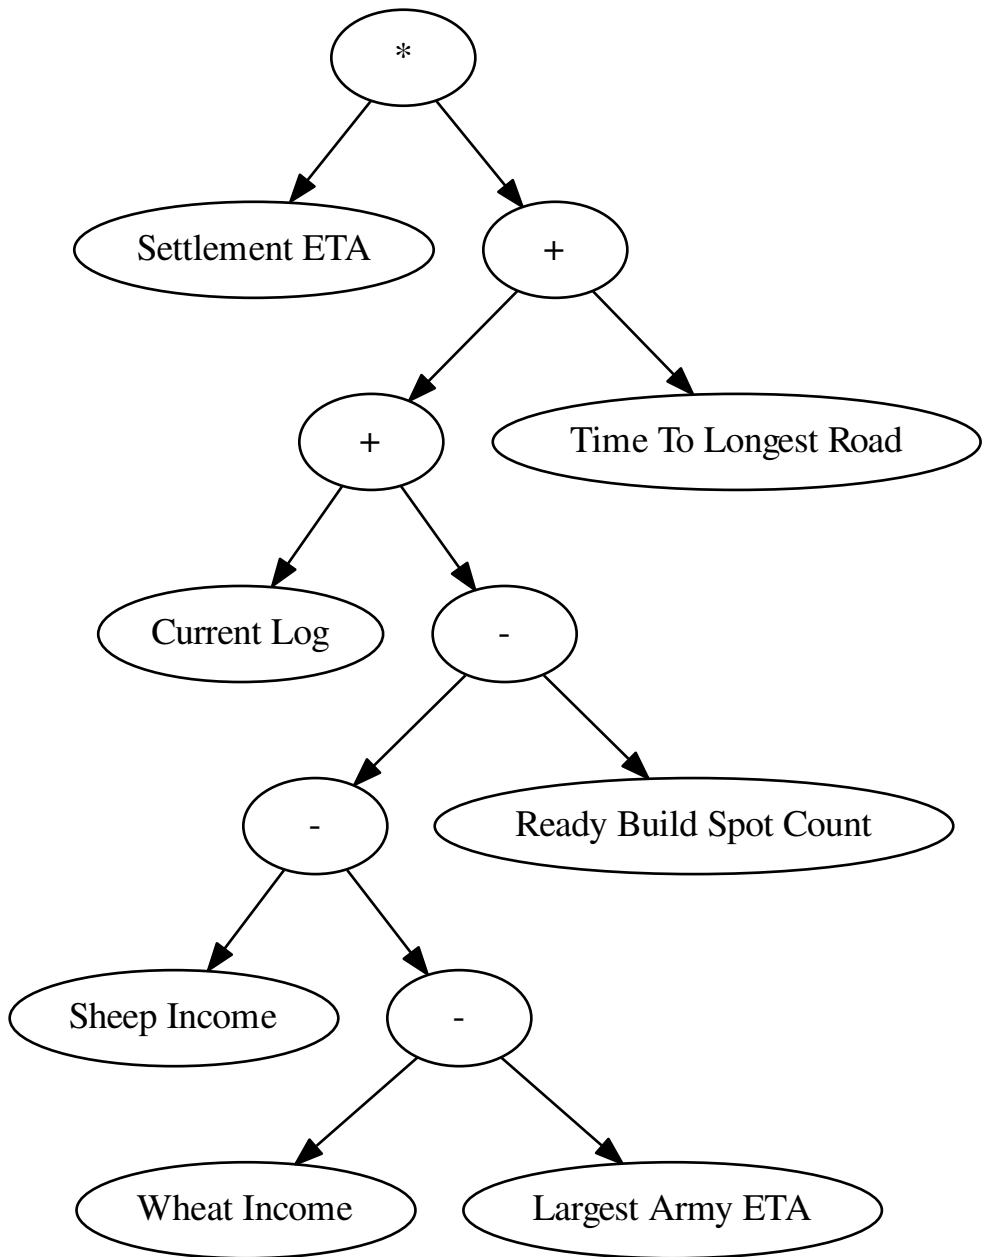 *
Settlement ETA
+
+
Time To Longest Road
Current Log
-
-
Ready Build Spot Count
Sheep Income
-
Wheat Income
Largest Army ETA